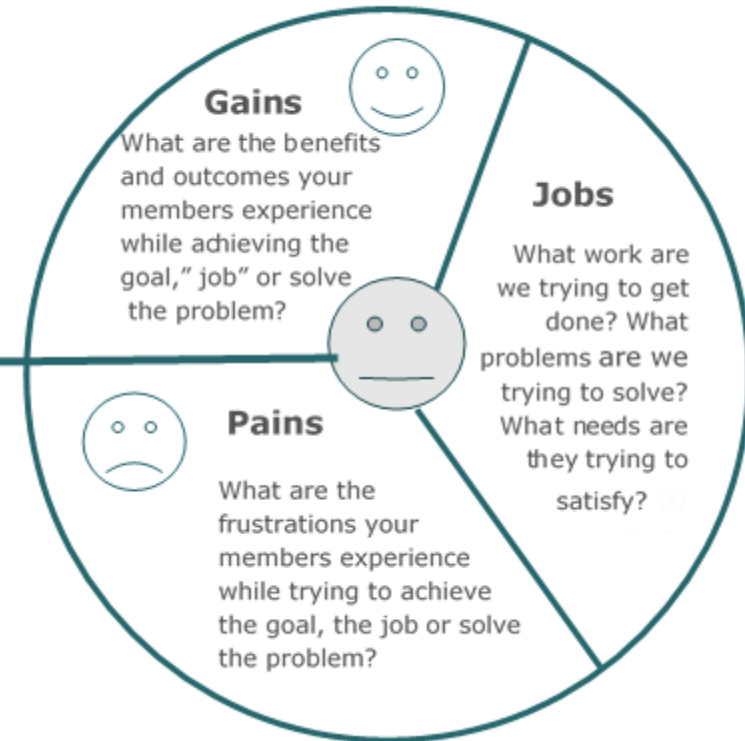 Gains
What are the benefits
and outcomes your
members experience
while achieving the
goal,” job” or solve
the problem?
Jobs
What work are
we trying to get
done? What
problems are we
trying to solve?
What needs are
they trying to
satisfy?
Pains
What are the
frustrations your
members experience
while trying to achieve
the goal, the job or solve
the problem?